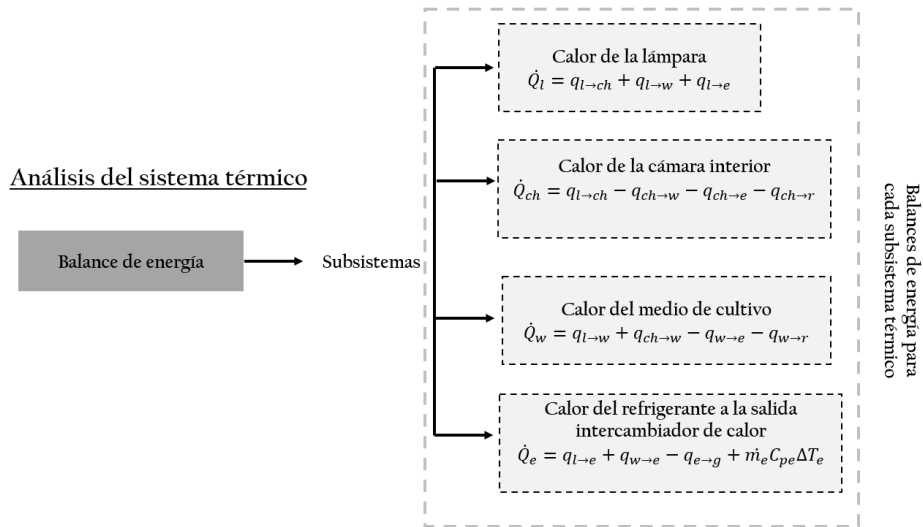 Análisis del sistema térmico
Balance de energía
Subsistemas
Calor de la lámpara
Q̇_l = q_{l→ch} + q_{l→w} + q_{l→e}
Calor de la cámara interior
Q̇_{ch} = q_{l→ch} − q_{ch→w} − q_{ch→e} − q_{ch→r}
Calor del medio de cultivo
Q̇_w = q_{l→w} + q_{ch→w} − q_{w→e} − q_{w→r}
Calor del refrigerante a la salida
intercambiador de calor
Q̇_e = q_{l→e} + q_{w→e} − q_{e→g} + ṁ_e C_{pe} ΔT_e
Balances de energía para
cada subsistema térmico